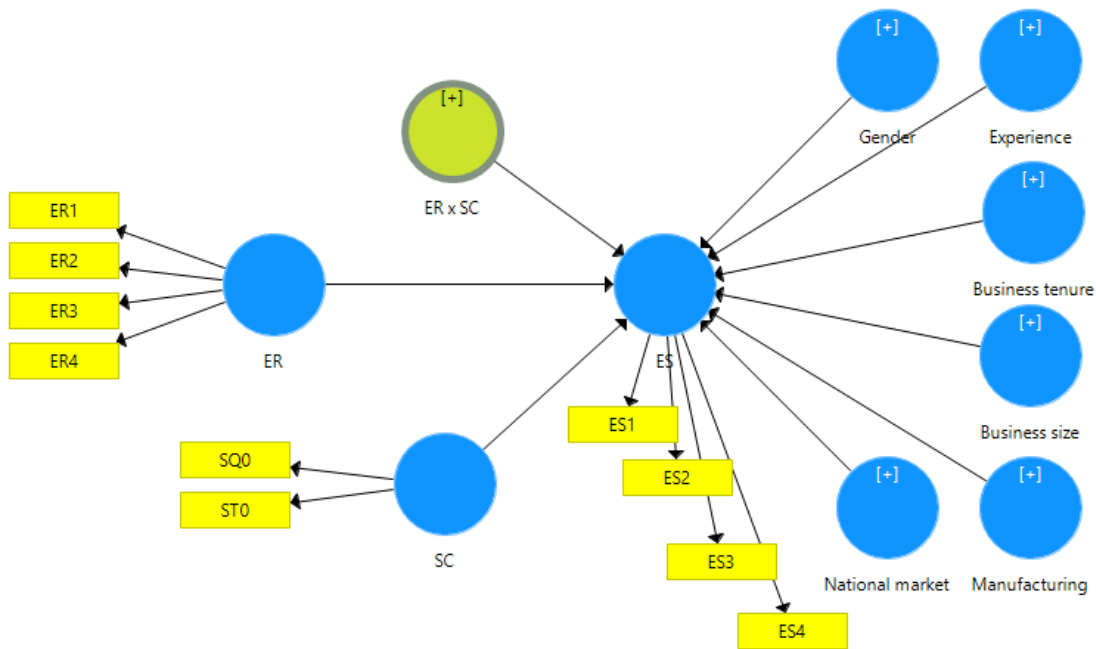 [+]
[+]
[+]
Gender
Experience
[+]
ER x SC
ER1
ER2
ER3
ER4
ER
ES
Business tenure
[+]
ES1
ES2
ES3
ES4
SQ0
ST0
SC
Business size
[+]
[+]
[+]
National market
Manufacturing